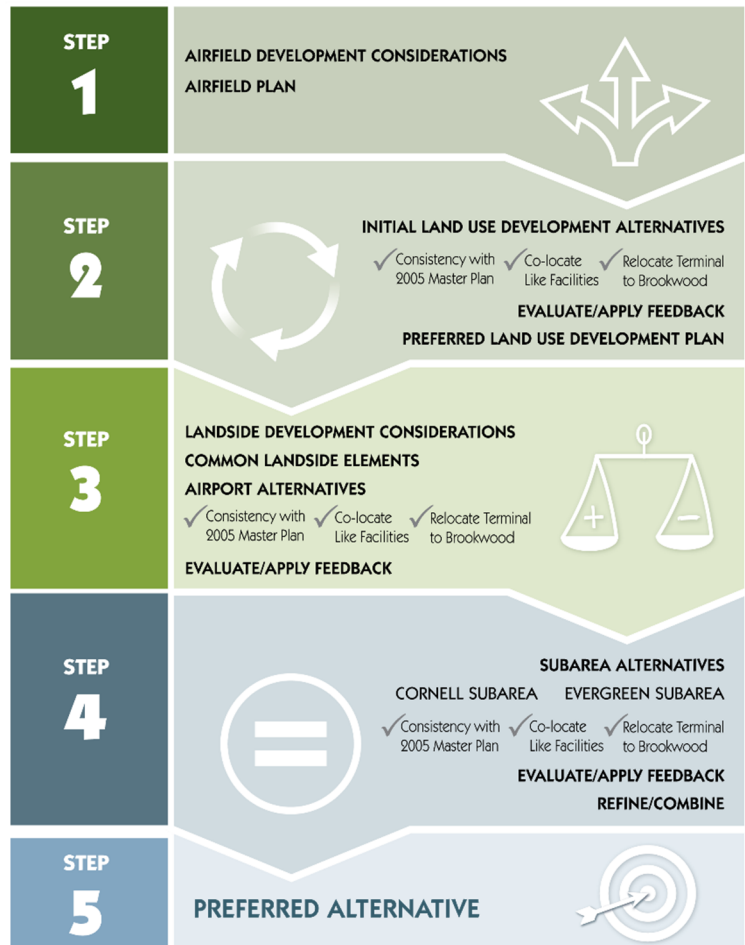 STEP
1
AIRFIELD DEVELOPMENT CONSIDERATIONS
AIRFIELD PLAN
STEP
2
INITIAL LAND USE DEVELOPMENT ALTERNATIVES
Consistency with
2005 Master Plan
Co-locate
Like Facilities
Relocate Terminal
to Brookwood
EVALUATE/APPLY FEEDBACK
PREFERRED LAND USE DEVELOPMENT PLAN
STEP
3
LANDSIDE DEVELOPMENT CONSIDERATIONS
COMMON LANDSIDE ELEMENTS
AIRPORT ALTERNATIVES
Consistency with
2005 Master Plan
Co-locate
Like Facilities
Relocate Terminal
to Brookwood
EVALUATE/APPLY FEEDBACK
STEP
4
SUBAREA ALTERNATIVES
CORNELL SUBAREA EVERGREEN SUBAREA
Consistency with
2005 Master Plan
Co-locate
Like Facilities
Relocate Terminal
to Brookwood
EVALUATE/APPLY FEEDBACK
REFINE/COMBINE
STEP
5
PREFERRED ALTERNATIVE